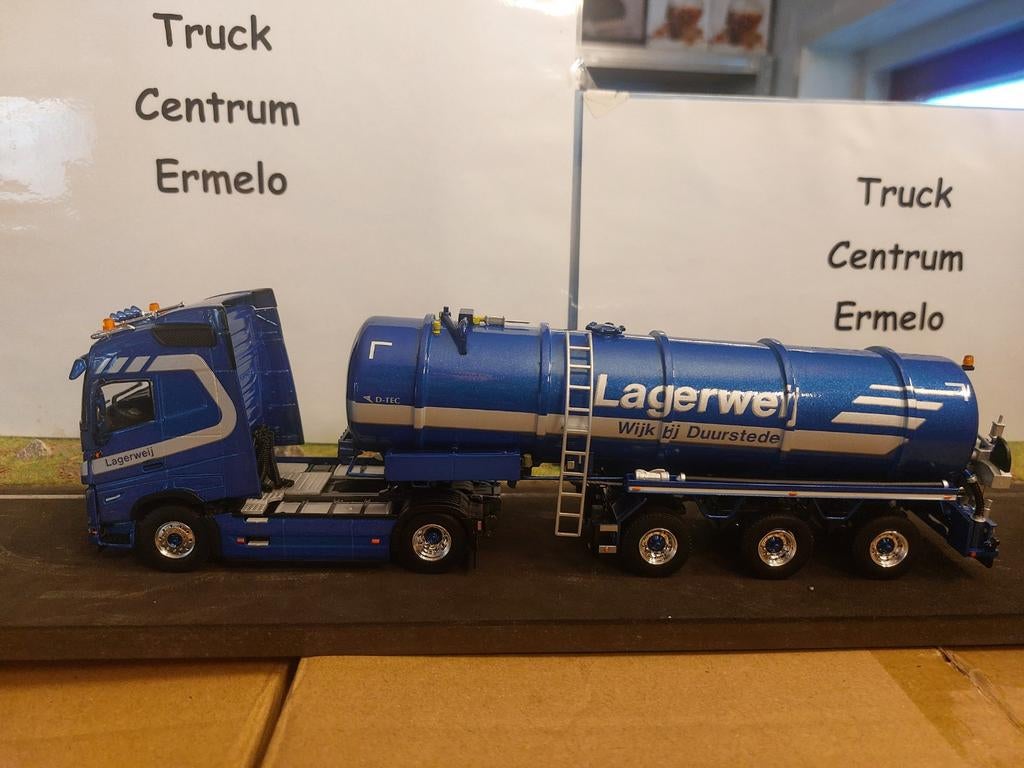 Truck
Centrum
Ermelo
Truck
Centrum
Ermelo
D-TEC
Lagerweij
Wijk bij Duurstede
Lagerweij